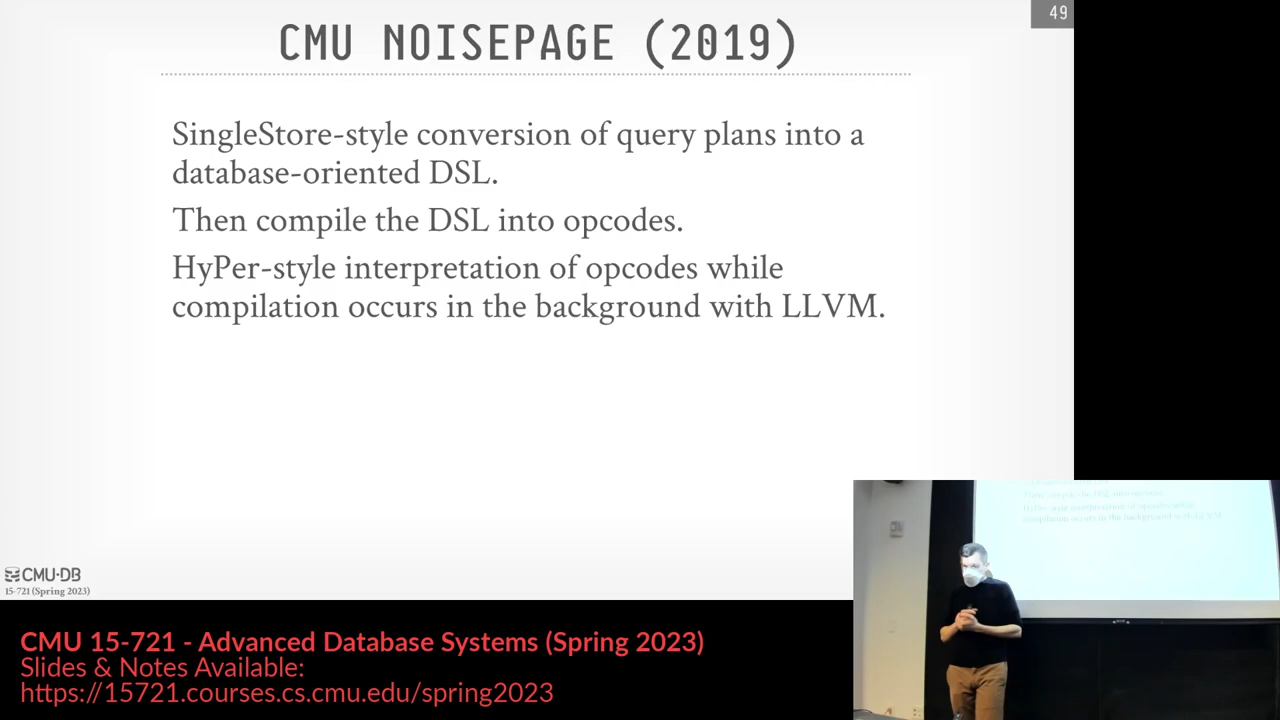 49
CMU NOISEPAGE (2019)
SingleStore-style conversion of query plans into a
database-oriented DSL.
Then compile the DSL into opcodes.
HyPer-style interpretation of opcodes while
compilation occurs in the background with LLVM.
CMU·DB
15-721 (Spring 2023)
CMU 15-721 - Advanced Database Systems (Spring 2023)
Slides & Notes Available:
https://15721.courses.cs.cmu.edu/spring2023